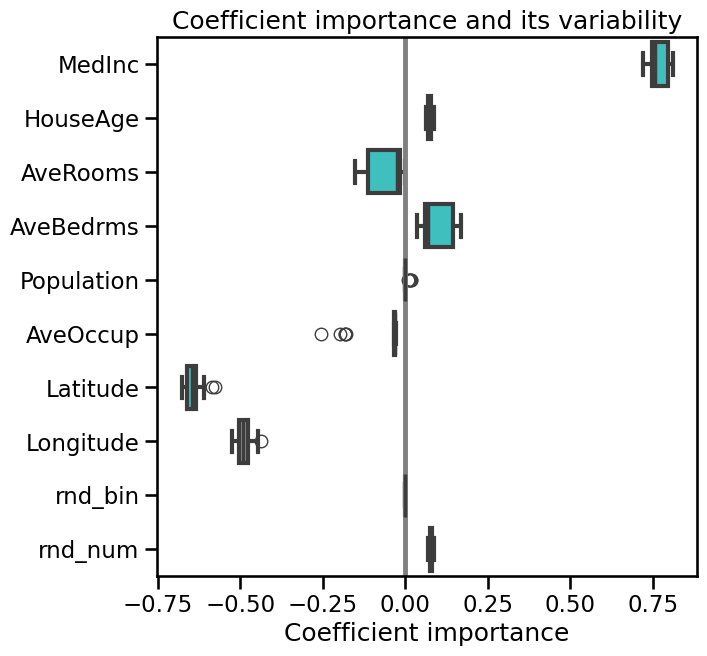 Coefficient importance and its variability
MedInc
HouseAge
AveRooms
AveBedrms
Population
AveOccup
Latitude
Longitude
rnd_bin
rnd_num
−0.75 −0.50 −0.25 0.00 0.25 0.50 0.75
Coefficient importance